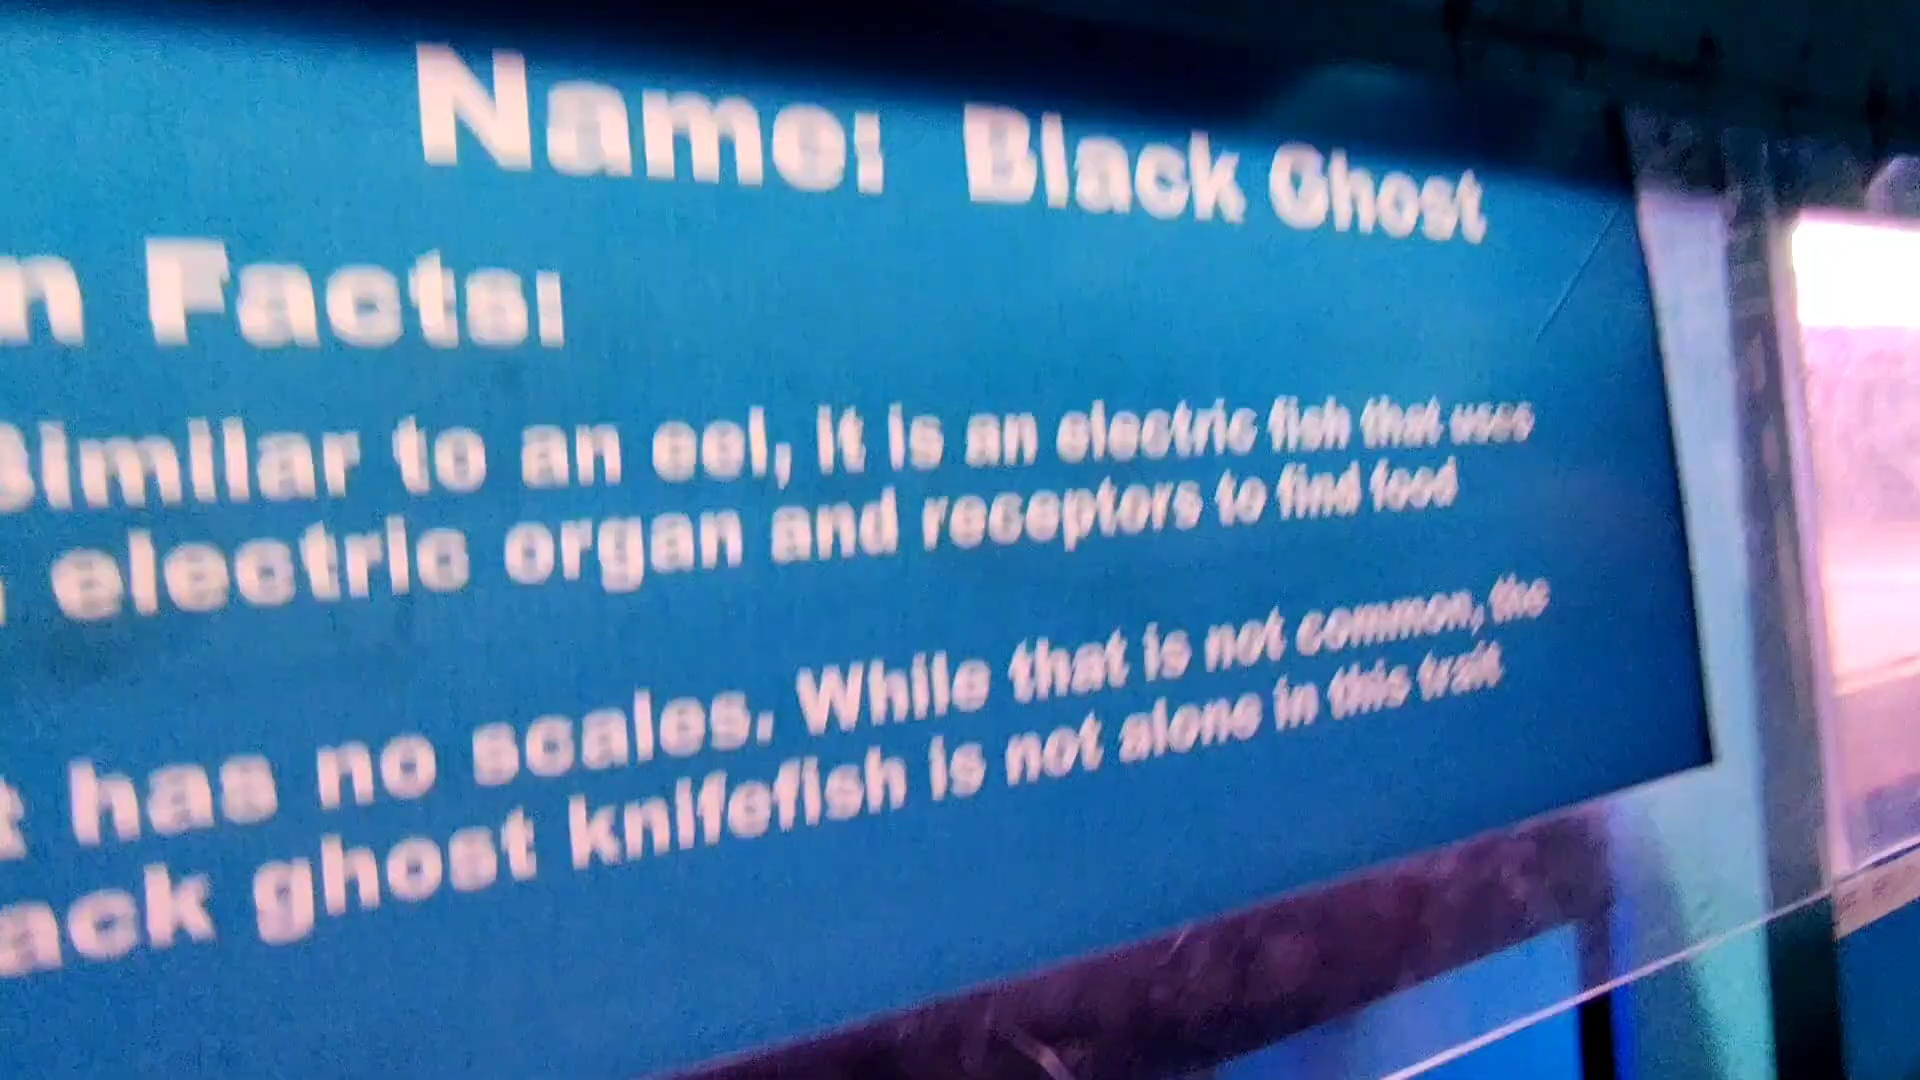 Name: Black Ghost
n Facts:
Similar to an eel, it is an electric fish that uses
electric organ and receptors to find food
t has no scales. While that is not common, the
ack ghost knifefish is not alone in this trait